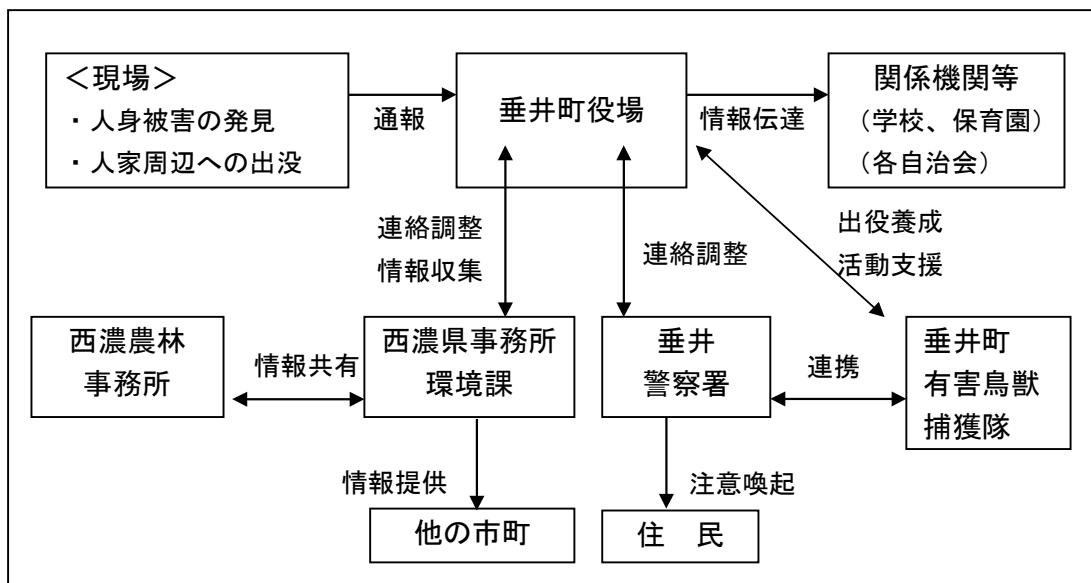 <現場>
・人身被害の発見
・人家周辺への出没
通報
垂井町役場
情報伝達
関係機関等
(学校、保育園)
(各自治会)
連絡調整
情報収集
連絡調整
出役養成
活動支援
西濃農林
事務所
情報共有
西濃県事務所
環境課
垂井
警察署
連携
垂井町
有害鳥獣
捕獲隊
情報提供
注意喚起
他の市町
住　民